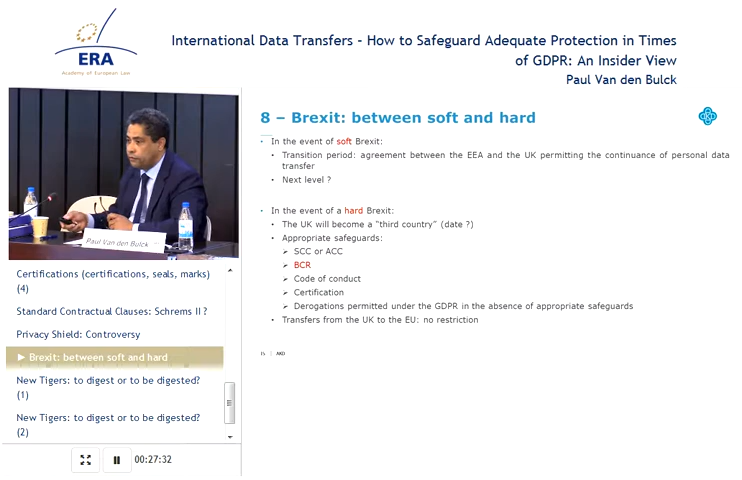 ERA
Academy of European Law
International Data Transfers - How to Safeguard Adequate Protection in Times
of GDPR: An Insider View
Paul Van den Bulck
Paul Van den Bulck
Certifications (certifications, seals, marks)
(4)
Standard Contractual Clauses: Schrems II ?
Privacy Shield: Controversy
► Brexit: between soft and hard
New Tigers: to digest or to be digested?
(1)
New Tigers: to digest or to be digested?
(2)
00:27:32
8 – Brexit: between soft and hard
AKD
• In the event of soft Brexit:
• Transition period: agreement between the EEA and the UK permitting the continuance of personal data
transfer
• Next level ?
• In the event of a hard Brexit:
• The UK will become a "third country" (date ?)
• Appropriate safeguards:
➢ SCC or ACC
➢ BCR
➢ Code of conduct
➢ Certification
➢ Derogations permitted under the GDPR in the absence of appropriate safeguards
• Transfers from the UK to the EU: no restriction
15 | AKD